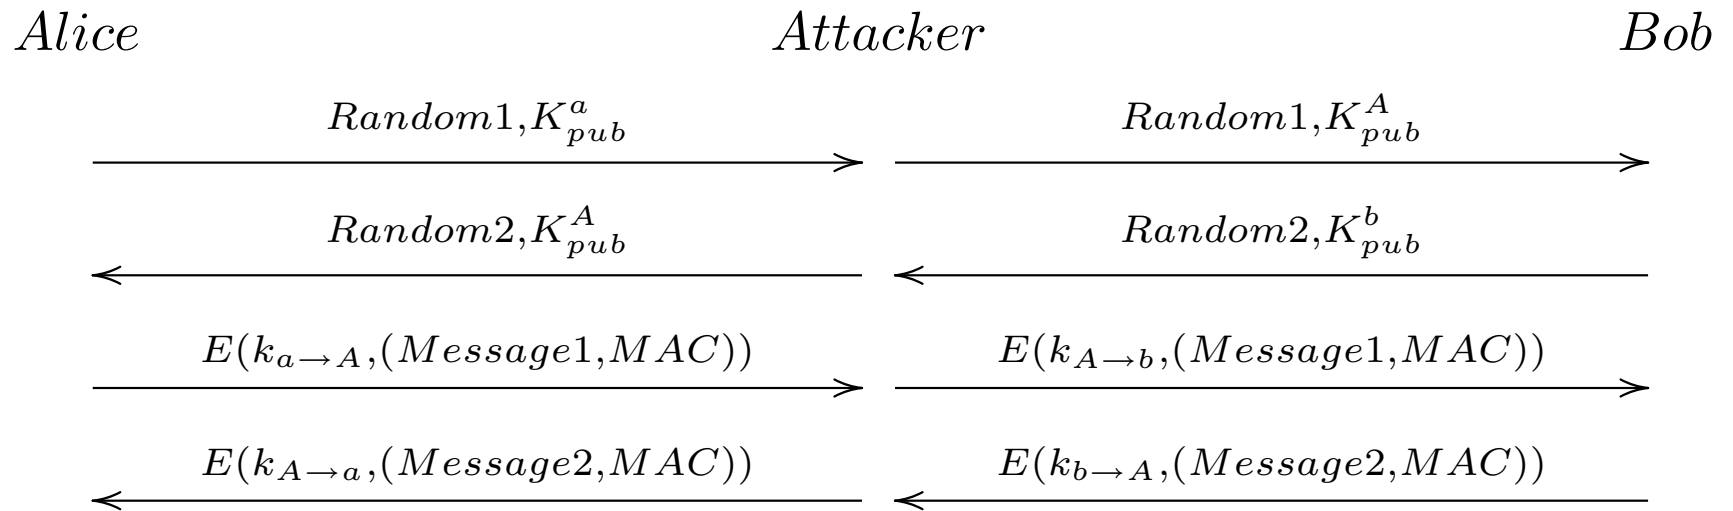 Alice Attacker Bob
Random1,K^a_pub Random1,K^A_pub
Random2,K^A_pub Random2,K^b_pub
E(k_a→A,(Message1,MAC)) E(k_A→b,(Message1,MAC))
E(k_A→a,(Message2,MAC)) E(k_b→A,(Message2,MAC))